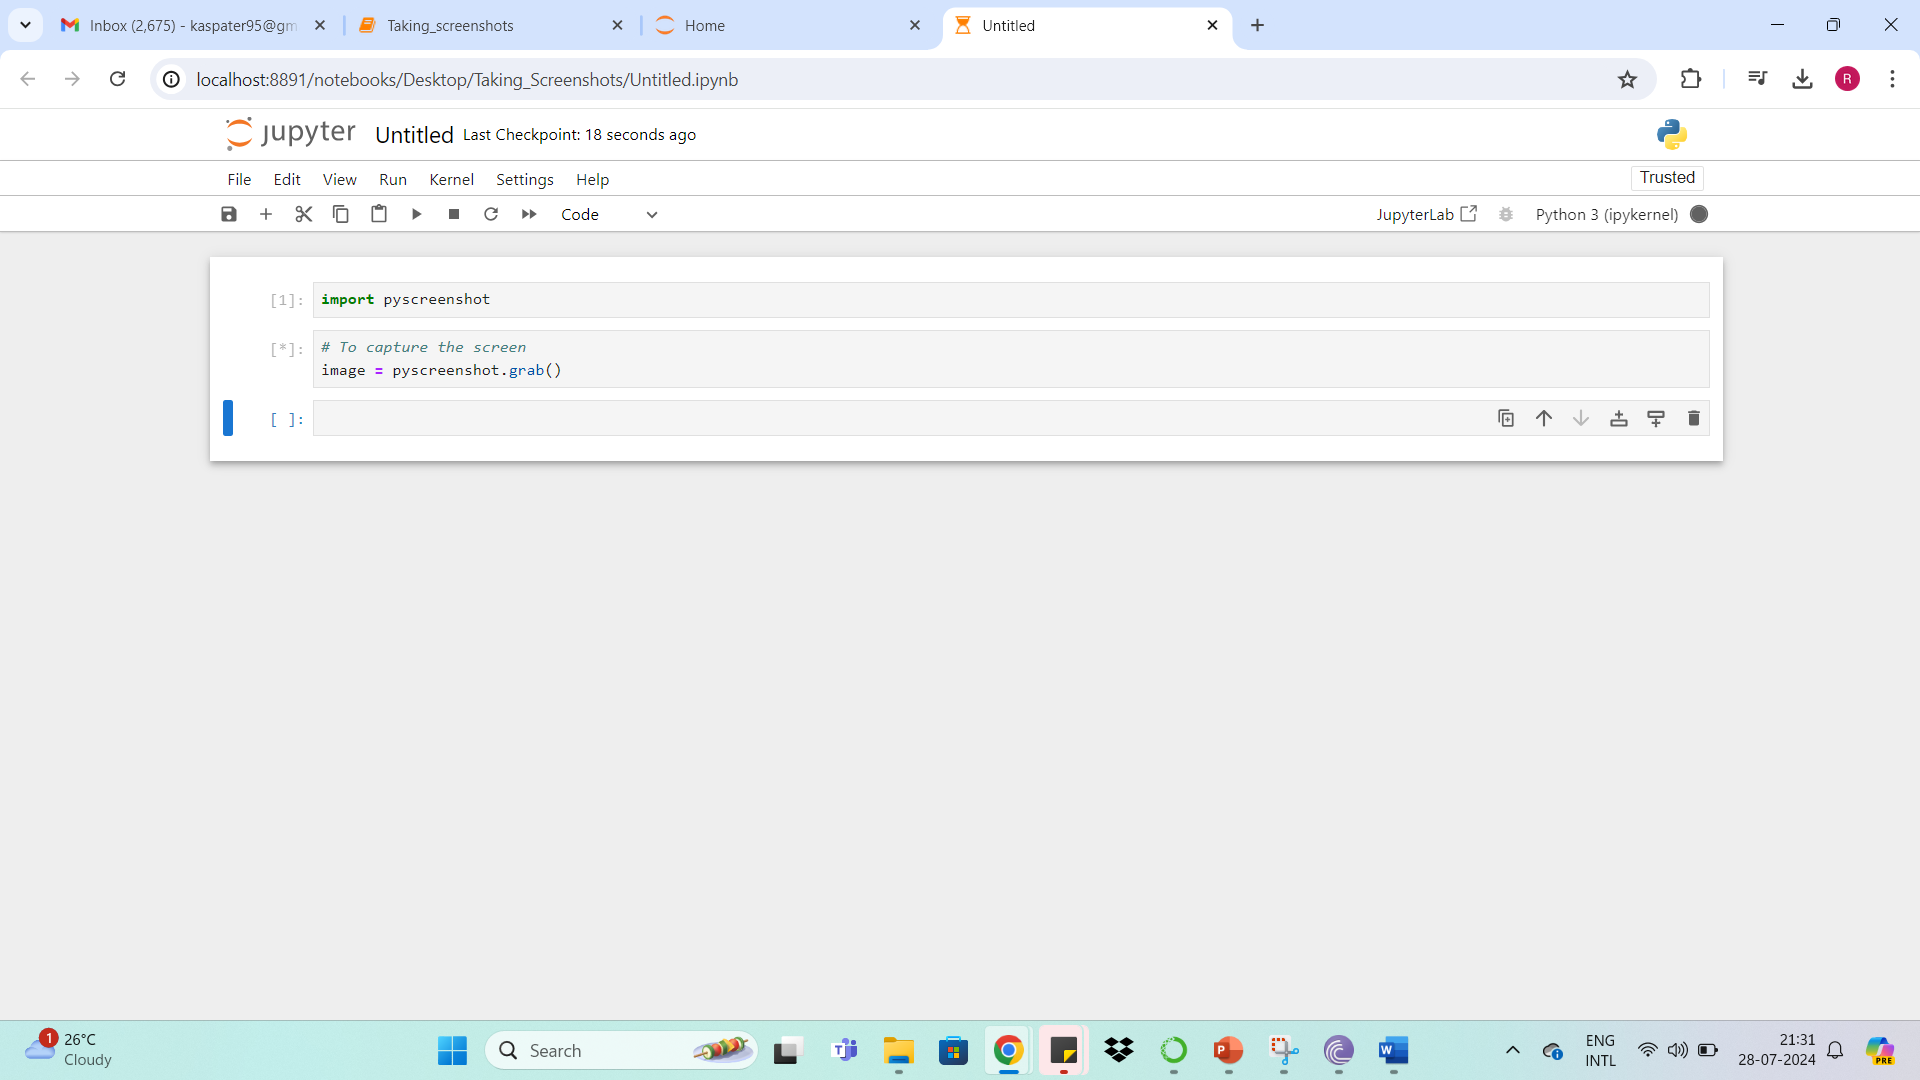 Inbox (2,675) - kaspater95@gm
Taking_screenshots
Home
Untitled
localhost:8891/notebooks/Desktop/Taking_Screenshots/Untitled.ipynb
R
jupyter Untitled Last Checkpoint: 18 seconds ago
File Edit View Run Kernel Settings Help
Trusted
Code
JupyterLab
Python 3 (ipykernel)
[1]: import pyscreenshot
[*]: # To capture the screen
image = pyscreenshot.grab()
[ ]:
1
26°C
Cloudy
Search
ENG
INTL
21:31
28-07-2024
PRE